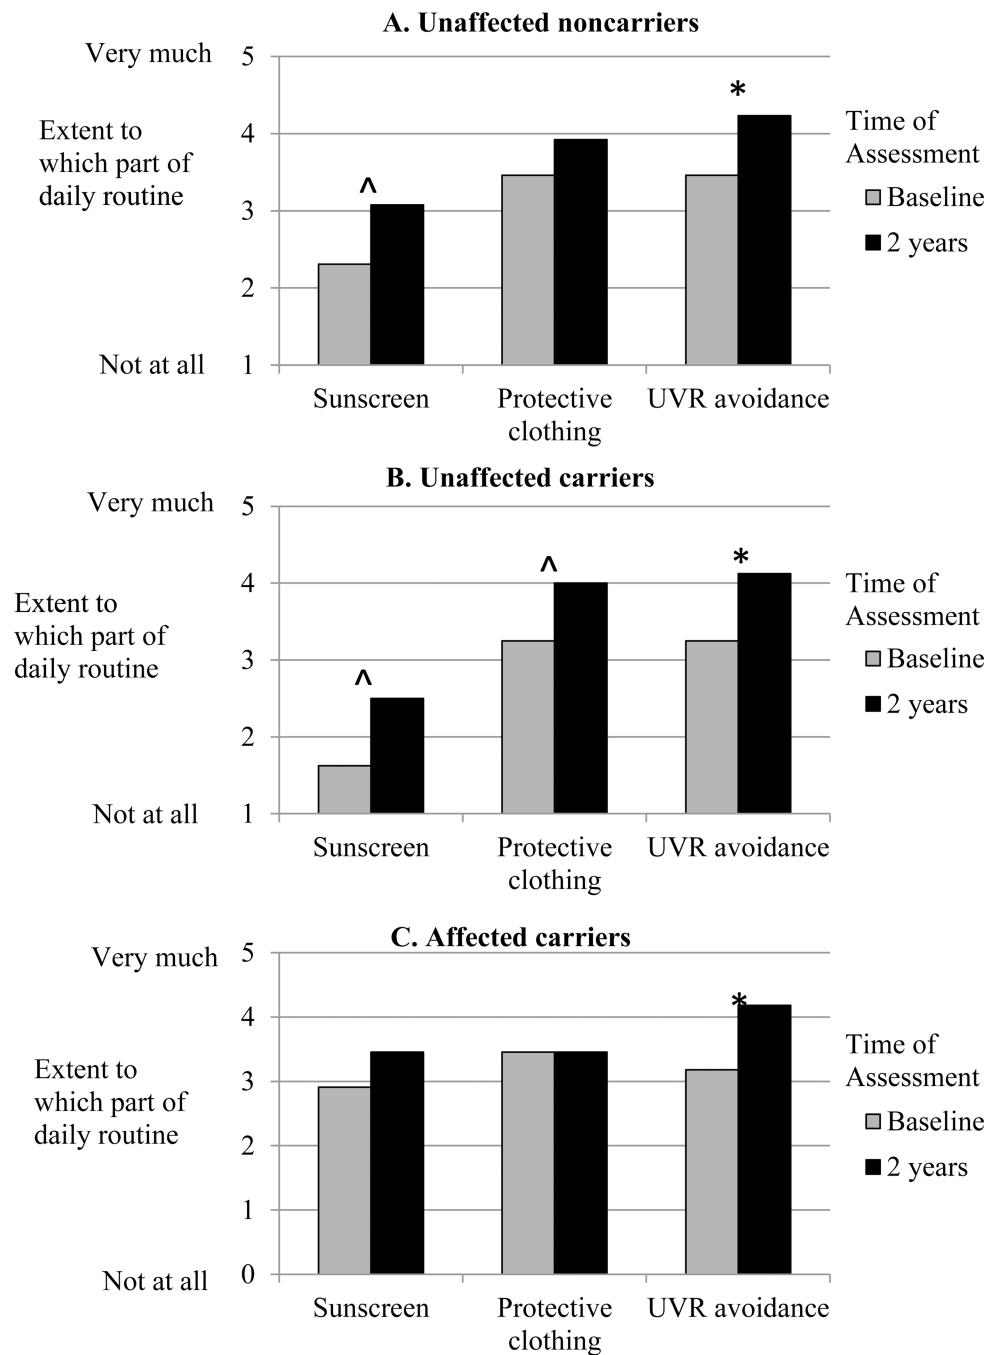 A. Unaffected noncarriers
Very much
5
Extent to
which part of
daily routine
4
3
2
Not at all
1
^
*
Sunscreen
Protective
clothing
UVR avoidance
Time of
Assessment
Baseline
2 years
B. Unaffected carriers
Very much
5
Extent to
which part of
daily routine
4
3
2
Not at all
1
^
^
*
Sunscreen
Protective
clothing
UVR avoidance
Time of
Assessment
Baseline
2 years
C. Affected carriers
Very much
5
Extent to
which part of
daily routine
4
3
2
1
Not at all
0
*
Sunscreen
Protective
clothing
UVR avoidance
Time of
Assessment
Baseline
2 years